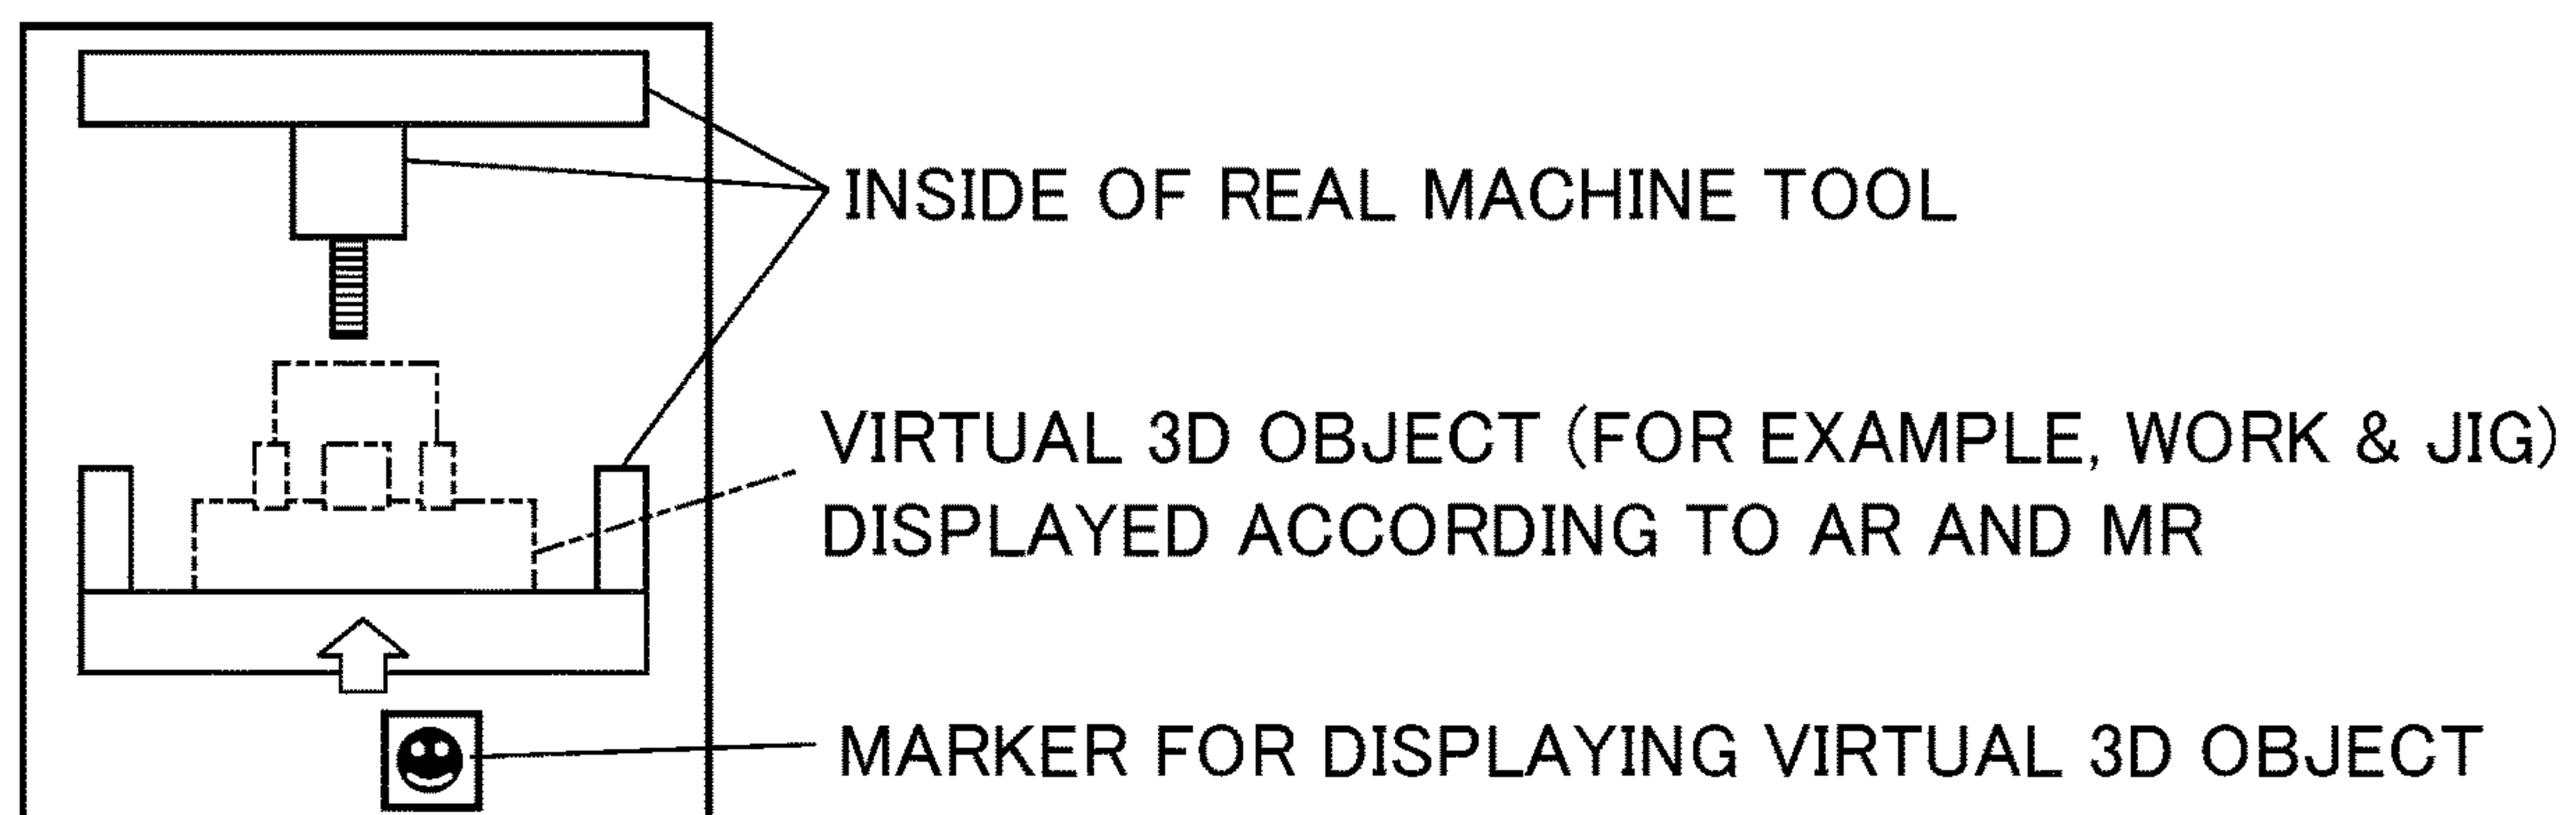 INSIDE OF REAL MACHINE TOOL
VIRTUAL 3D OBJECT (FOR EXAMPLE, WORK & JIG)
DISPLAYED ACCORDING TO AR AND MR
MARKER FOR DISPLAYING VIRTUAL 3D OBJECT